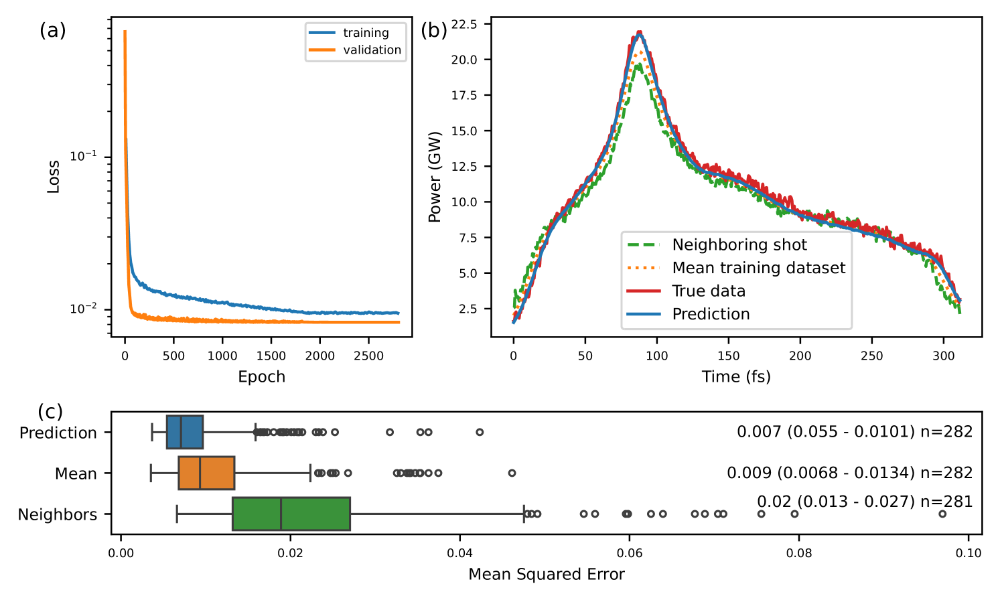 (a)
training
validation
10⁻¹
10⁻²
Loss
0 500 1000 1500 2000 2500
Epoch
(b)
22.5
20.0
17.5
15.0
12.5
10.0
7.5
5.0
2.5
Power (GW)
Neighboring shot
Mean training dataset
True data
Prediction
0 50 100 150 200 250 300
Time (fs)
(c)
Prediction
0.007 (0.055 - 0.0101) n=282
Mean
0.009 (0.0068 - 0.0134) n=282
0.02 (0.013 - 0.027) n=281
Neighbors
0.00 0.02 0.04 0.06 0.08 0.10
Mean Squared Error